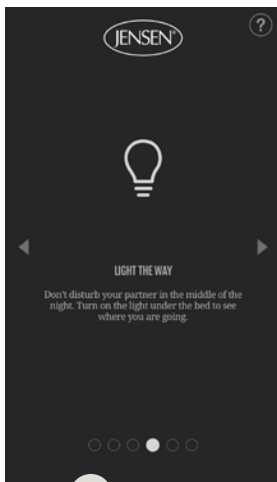 JENSEN®
?
LIGHT THE WAY
Don't disturb your partner in the middle of the
night. Turn on the light under the bed to see
where you are going.